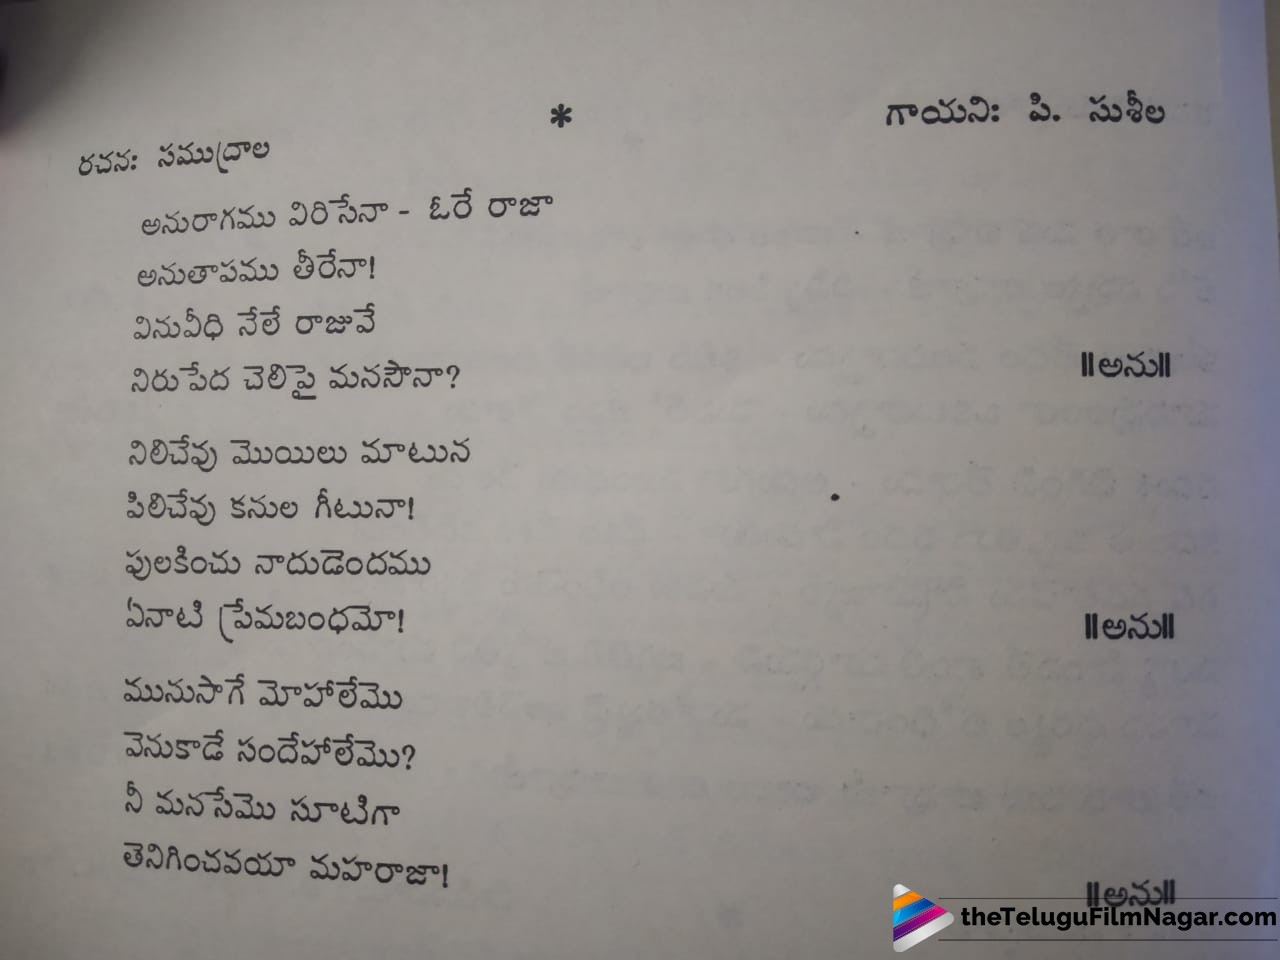 *
గాయని: పి. సుశీల
రచన: సముద్రాల
అనురాగము విరిసేనా - ఓరే రాజా
అనుతాపము తీరేనా!
వినువీధి నేలే రాజువే
నిరుపేద చెలిపై మనసౌనా? ॥అను॥
నిలిచేవు మొయిలు మాటున
పిలిచేవు కనుల గీటునా!
పులకించు నాదుడెందము
ఏనాటి ప్రేమబంధమో! ॥అను॥
మునుసాగే మోహాలేమొ
వెనుకాడే సందేహాలేమొ?
నీ మనసేమొ సూటిగా
తెనిగించవయా మహరాజా! ॥అను॥
theTeluguFilmNagar.com